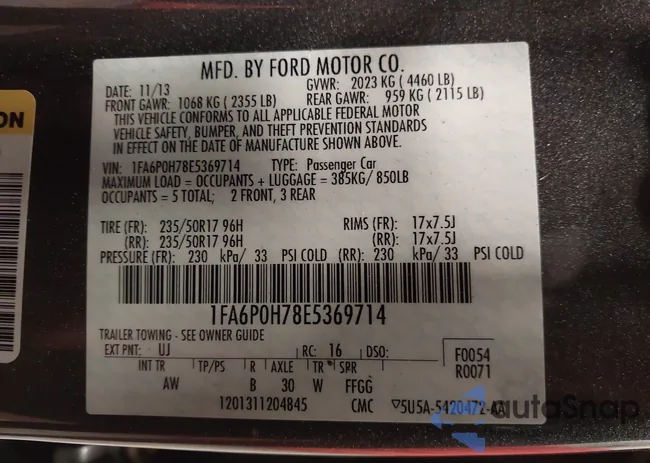 ON
MFD. BY FORD MOTOR CO.
DATE: 11/13 GVWR: 2023 KG ( 4460 LB)
FRONT GAWR: 1068 KG ( 2355 LB) REAR GAWR: 959 KG ( 2115 LB)
THIS VEHICLE CONFORMS TO ALL APPLICABLE FEDERAL MOTOR
VEHICLE SAFETY, BUMPER, AND THEFT PREVENTION STANDARDS
IN EFFECT ON THE DATE OF MANUFACTURE SHOWN ABOVE.
VIN: 1FA6P0H78E5369714 TYPE: Passenger Car
MAXIMUM LOAD = OCCUPANTS + LUGGAGE = 385KG/ 850LB
OCCUPANTS = 5 TOTAL; 2 FRONT, 3 REAR
TIRE (FR): 235/50R17 96H RIMS (FR): 17x7.5J
(RR): 235/50R17 96H (RR): 17x7.5J
PRESSURE (FR): 230 kPa/ 33 PSI COLD (RR): 230 kPa/ 33 PSI COLD
1FA6P0H78E5369714
TRAILER TOWING - SEE OWNER GUIDE
EXT PNT: UJ RC: 16 DSO: F0054
R0071
INT TR TP/PS R AXLE TR SPR
AW B 30 W FFGG
1201311204845 CMC ▽5U5A-5420472-AA
autoSnap